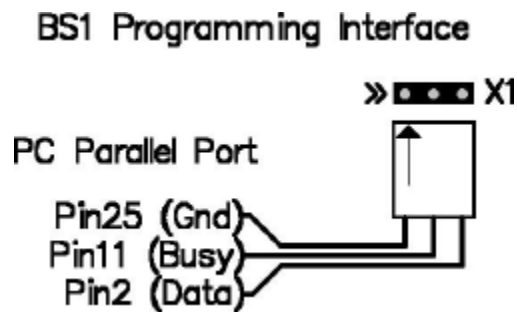 BS1 Programming Interface
» X1
PC Parallel Port
Pin25 (Gnd)
Pin11 (Busy)
Pin2 (Data)